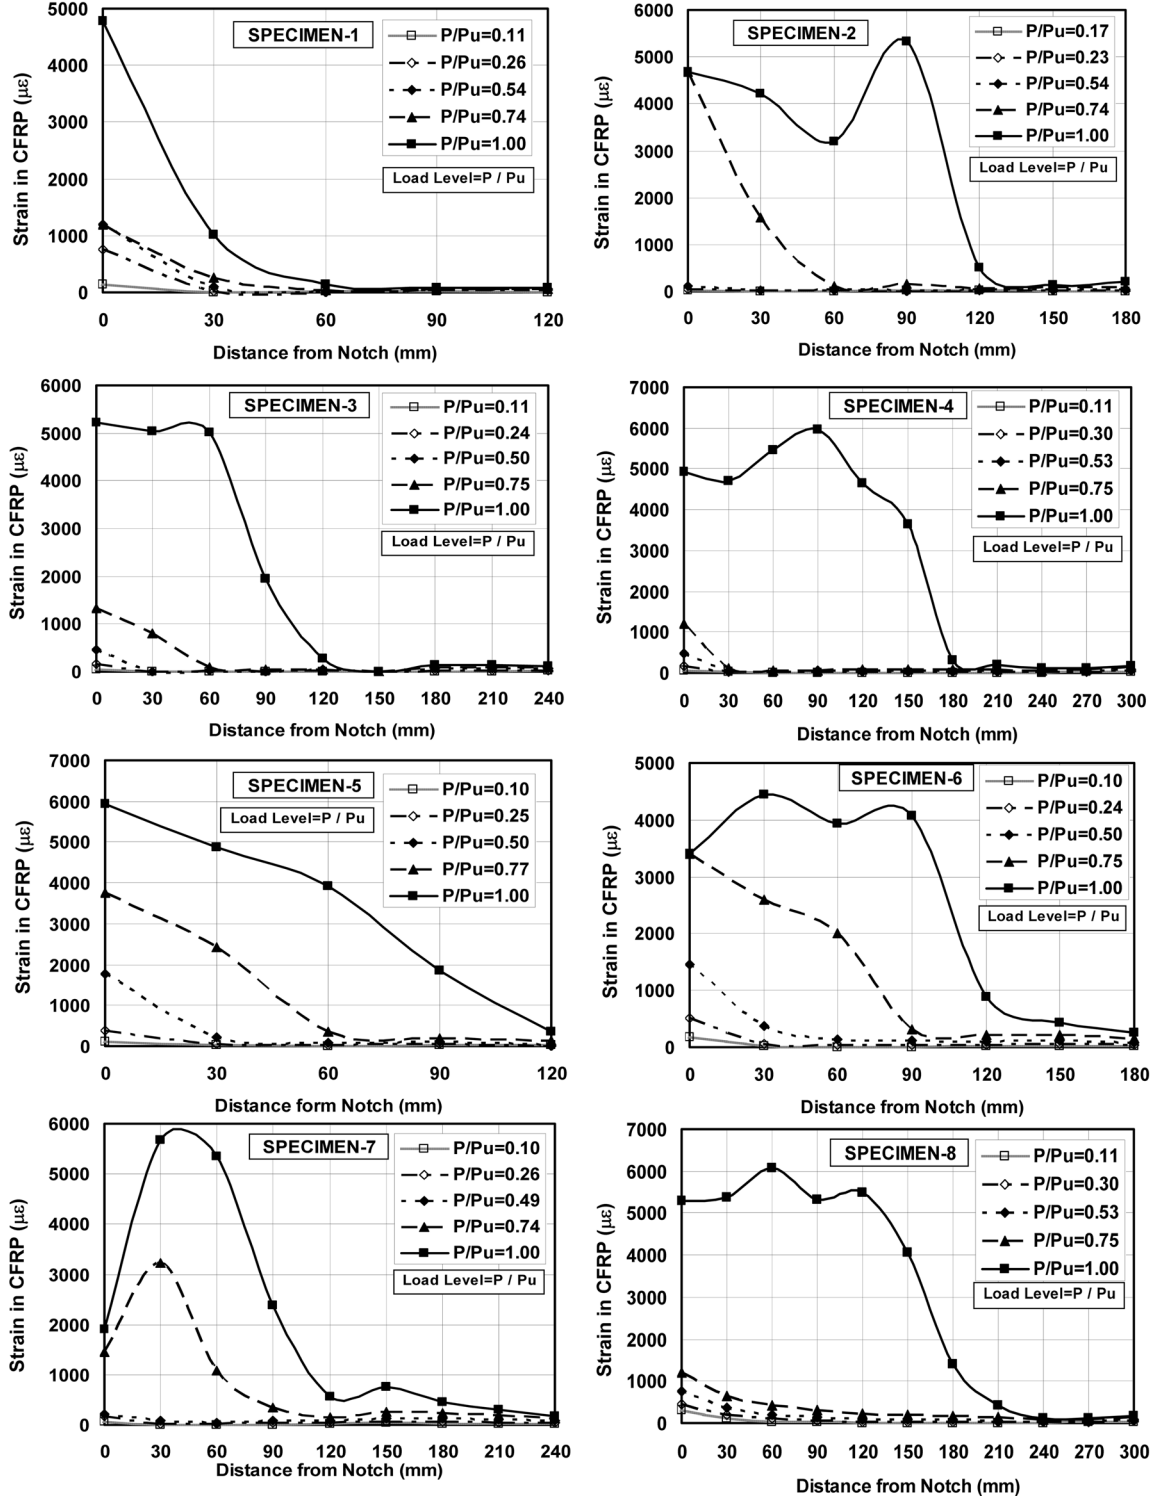 SPECIMEN-1
P/Pu=0.11
P/Pu=0.26
P/Pu=0.54
P/Pu=0.74
P/Pu=1.00
Load Level=P / Pu
Strain in CFRP (με)
5000
4000
3000
2000
1000
0
0 30 60 90 120
Distance from Notch (mm)
SPECIMEN-2
P/Pu=0.17
P/Pu=0.23
P/Pu=0.54
P/Pu=0.74
P/Pu=1.00
Load Level=P / Pu
Strain in CFRP (με)
6000
5000
4000
3000
2000
1000
0
0 30 60 90 120 150 180
Distance from Notch (mm)
SPECIMEN-3
P/Pu=0.11
P/Pu=0.24
P/Pu=0.50
P/Pu=0.75
P/Pu=1.00
Load Level=P / Pu
Strain in CFRP (με)
6000
5000
4000
3000
2000
1000
0
0 30 60 90 120 150 180 210 240
Distance from Notch (mm)
SPECIMEN-4
P/Pu=0.11
P/Pu=0.30
P/Pu=0.53
P/Pu=0.75
P/Pu=1.00
Load Level=P / Pu
Strain in CFRP (με)
7000
6000
5000
4000
3000
2000
1000
0
0 30 60 90 120 150 180 210 240 270 300
Distance from Notch (mm)
SPECIMEN-5
Load Level=P / Pu
P/Pu=0.10
P/Pu=0.25
P/Pu=0.50
P/Pu=0.77
P/Pu=1.00
Strain in CFRP (με)
7000
6000
5000
4000
3000
2000
1000
0
0 30 60 90 120
Distance form Notch (mm)
SPECIMEN-6
P/Pu=0.10
P/Pu=0.24
P/Pu=0.50
P/Pu=0.75
P/Pu=1.00
Load Level=P / Pu
Strain in CFRP (με)
5000
4000
3000
2000
1000
0
0 30 60 90 120 150 180
Distance from Notch (mm)
SPECIMEN-7
P/Pu=0.10
P/Pu=0.26
P/Pu=0.49
P/Pu=0.74
P/Pu=1.00
Load Level=P / Pu
Strain in CFRP (με)
6000
5000
4000
3000
2000
1000
0
0 30 60 90 120 150 180 210 240
Distance from Notch (mm)
SPECIMEN-8
P/Pu=0.11
P/Pu=0.30
P/Pu=0.53
P/Pu=0.75
P/Pu=1.00
Load Level=P / Pu
Strain in CFRP (με)
7000
6000
5000
4000
3000
2000
1000
0
0 30 60 90 120 150 180 210 240 270 300
Distance from Notch (mm)